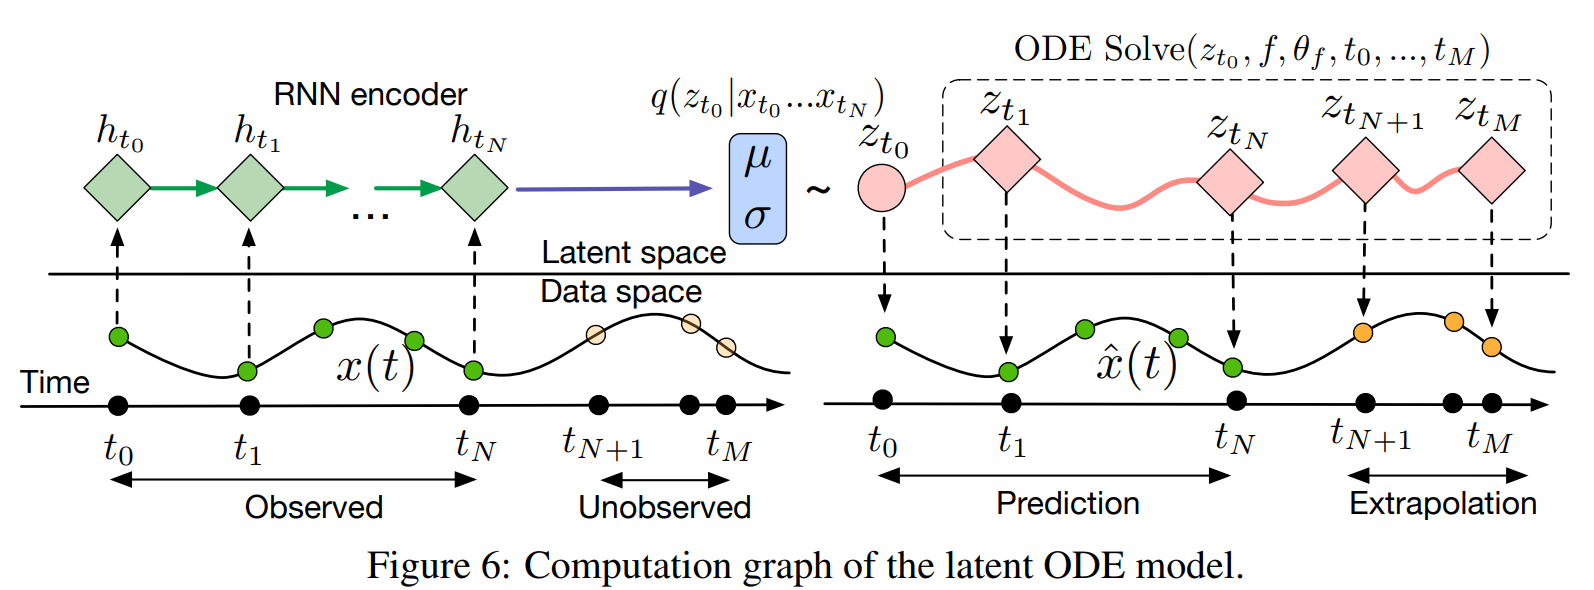 ODE Solve(z_{t_0}, f, θ_f, t_0, ..., t_M)
RNN encoder
q(z_{t_0}|x_{t_0}...x_{t_N})
h_{t_0} h_{t_1} h_{t_N}
z_{t_0} z_{t_1} z_{t_N} z_{t_{N+1}} z_{t_M}
...
μ
σ
~
Latent space
Data space
x(t)
x̂(t)
Time
t_0 t_1 t_N t_{N+1} t_M
t_0 t_1 t_N t_{N+1} t_M
Observed Unobserved
Prediction Extrapolation
Figure 6: Computation graph of the latent ODE model.